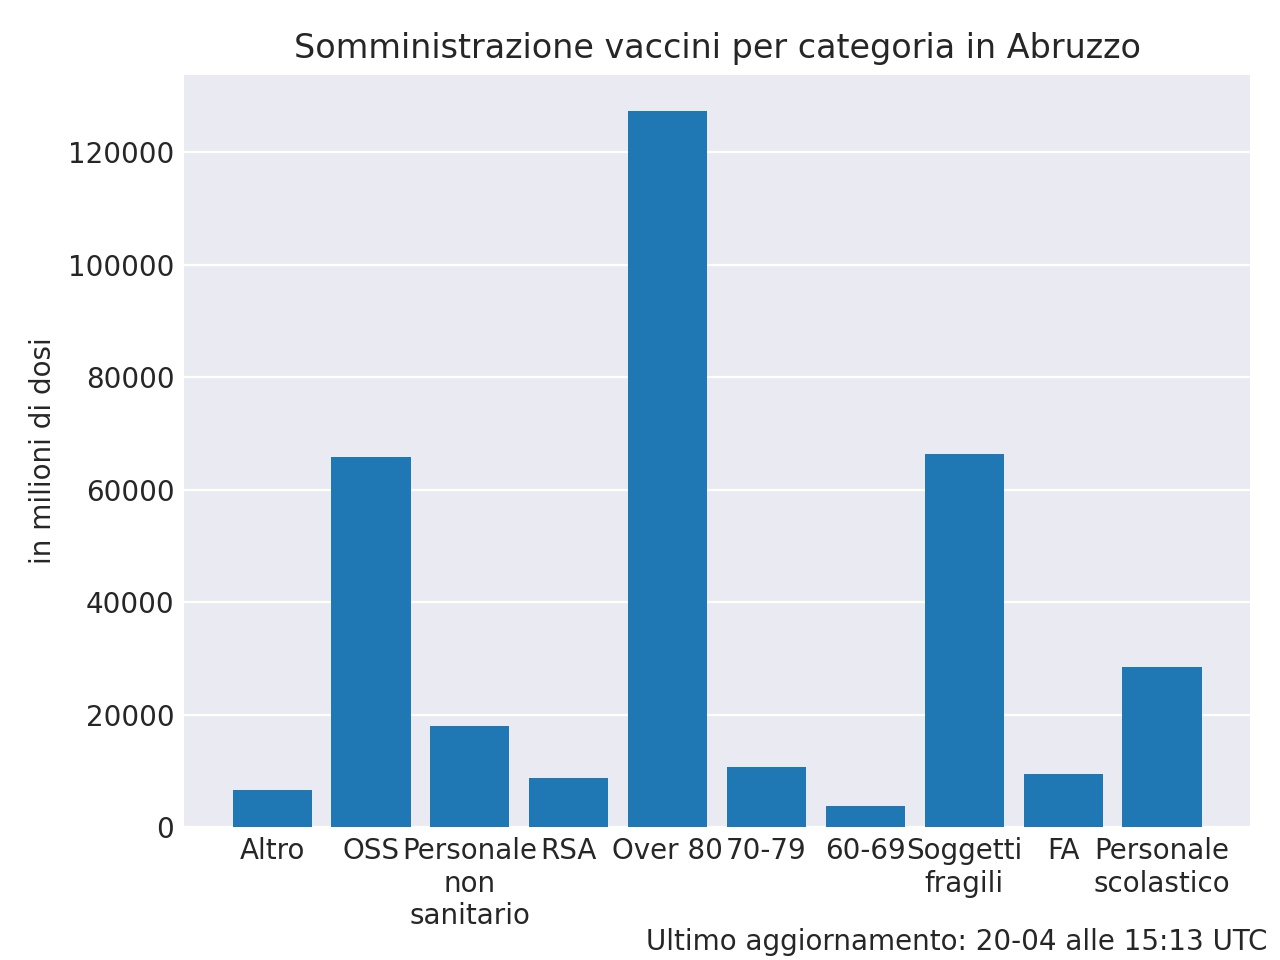 Somministrazione vaccini per categoria in Abruzzo
in milioni di dosi
120000
100000
80000
60000
40000
20000
0
Altro
OSS
Personale
non
sanitario
RSA
Over 80
70-79
60-69
Soggetti
fragili
FA
Personale
scolastico
Ultimo aggiornamento: 20-04 alle 15:13 UTC